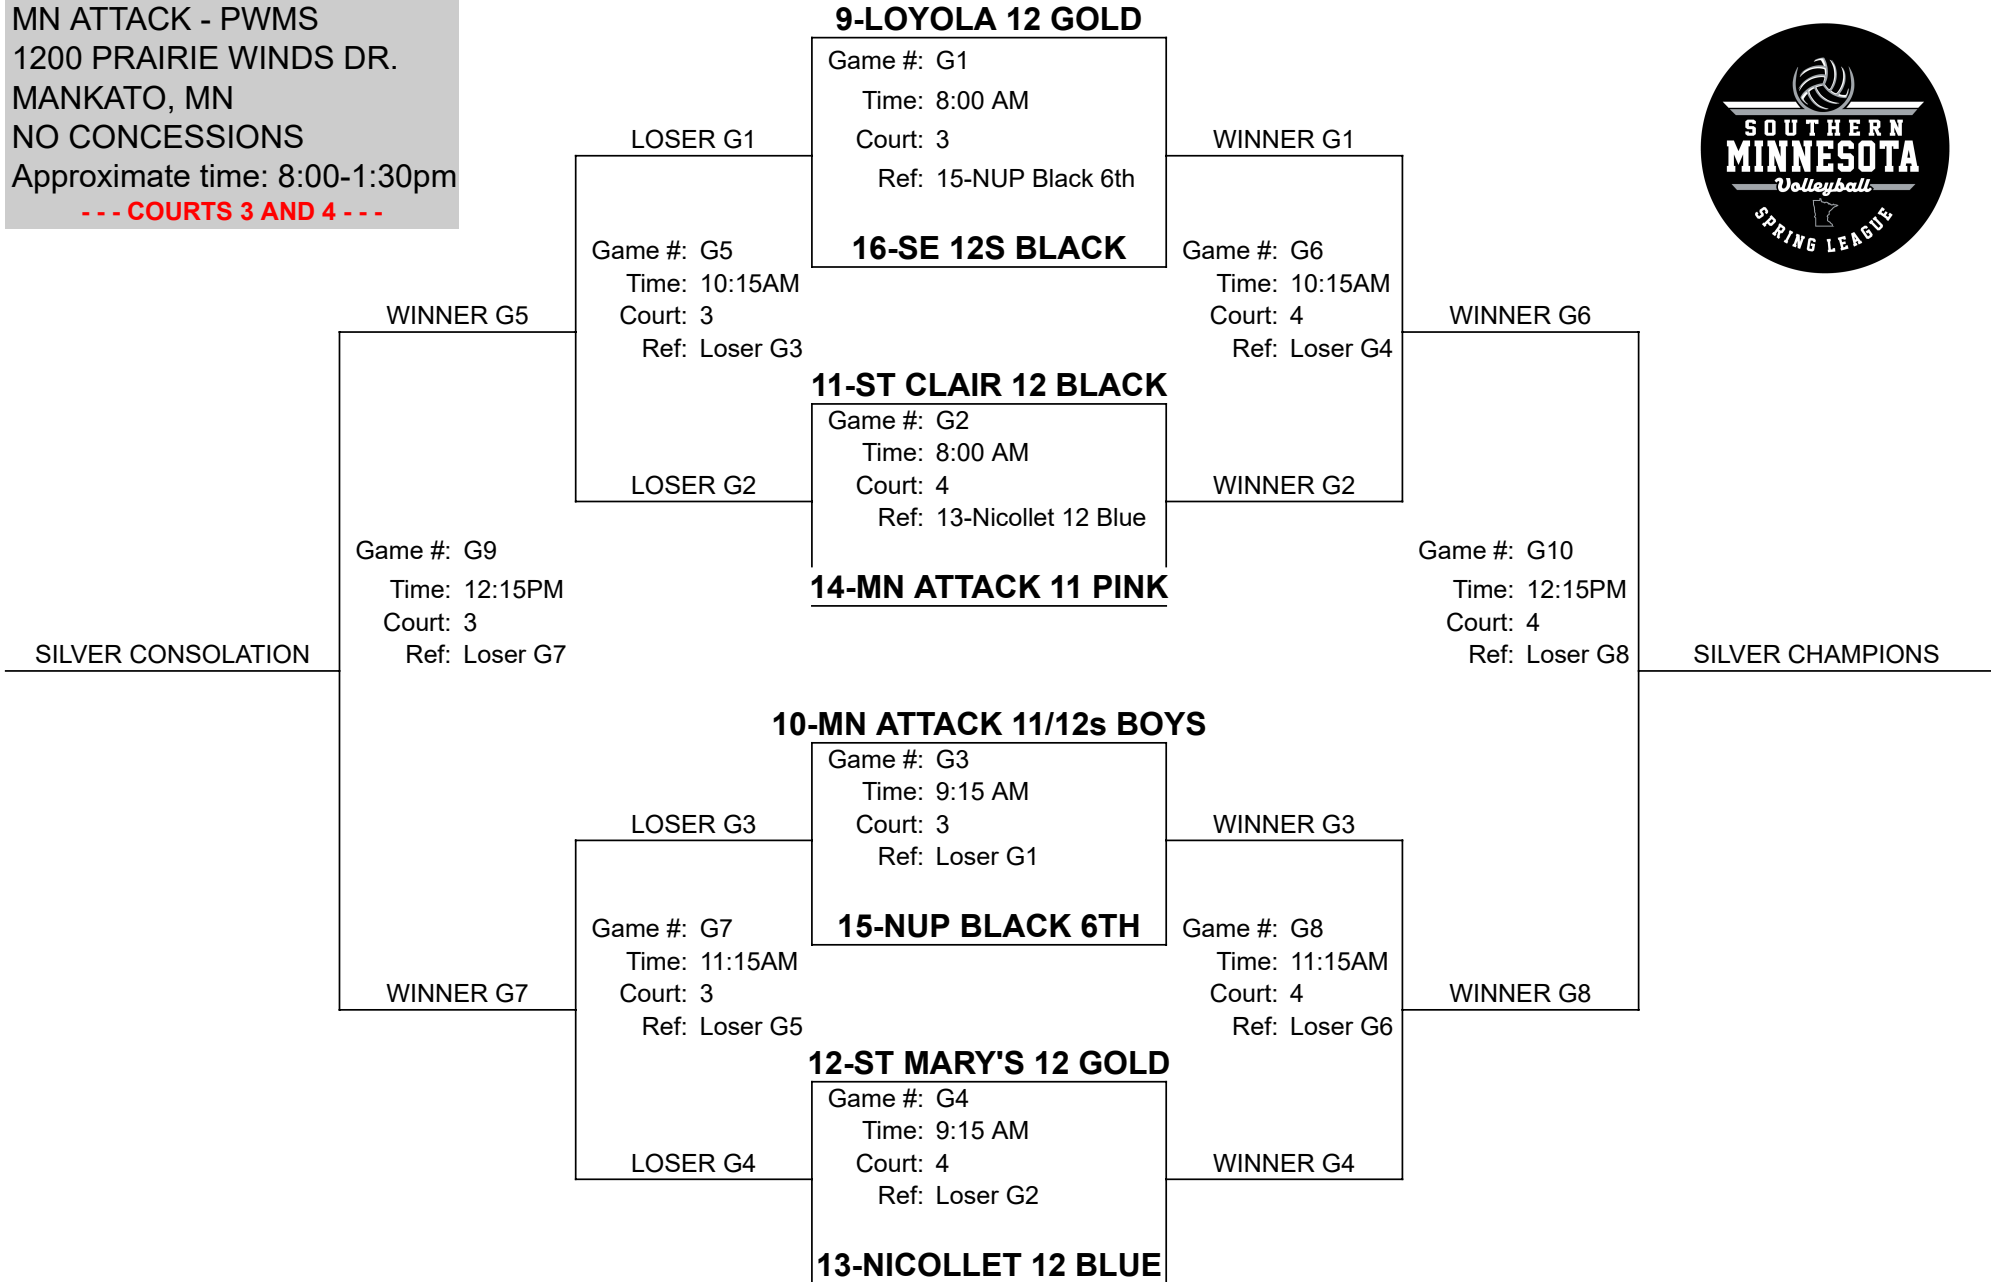 MN ATTACK - PWMS
1200 PRAIRIE WINDS DR.
MANKATO, MN
NO CONCESSIONS
Approximate time: 8:00-1:30pm
- - - COURTS 3 AND 4 - - -
SOUTHERN
MINNESOTA
Volleyball
SPRING LEAGUE
9-LOYOLA 12 GOLD
Game #: G1
Time: 8:00 AM
Court: 3
Ref: 15-NUP Black 6th
16-SE 12S BLACK
LOSER G1
WINNER G1
Game #: G5
Time: 10:15AM
Court: 3
Ref: Loser G3
Game #: G6
Time: 10:15AM
Court: 4
Ref: Loser G4
WINNER G5
WINNER G6
11-ST CLAIR 12 BLACK
Game #: G2
Time: 8:00 AM
Court: 4
Ref: 13-Nicollet 12 Blue
14-MN ATTACK 11 PINK
LOSER G2
WINNER G2
Game #: G9
Time: 12:15PM
Court: 3
Ref: Loser G7
Game #: G10
Time: 12:15PM
Court: 4
Ref: Loser G8
SILVER CONSOLATION
SILVER CHAMPIONS
10-MN ATTACK 11/12s BOYS
Game #: G3
Time: 9:15 AM
Court: 3
Ref: Loser G1
15-NUP BLACK 6TH
LOSER G3
WINNER G3
Game #: G7
Time: 11:15AM
Court: 3
Ref: Loser G5
Game #: G8
Time: 11:15AM
Court: 4
Ref: Loser G6
WINNER G7
WINNER G8
12-ST MARY'S 12 GOLD
Game #: G4
Time: 9:15 AM
Court: 4
Ref: Loser G2
13-NICOLLET 12 BLUE
LOSER G4
WINNER G4